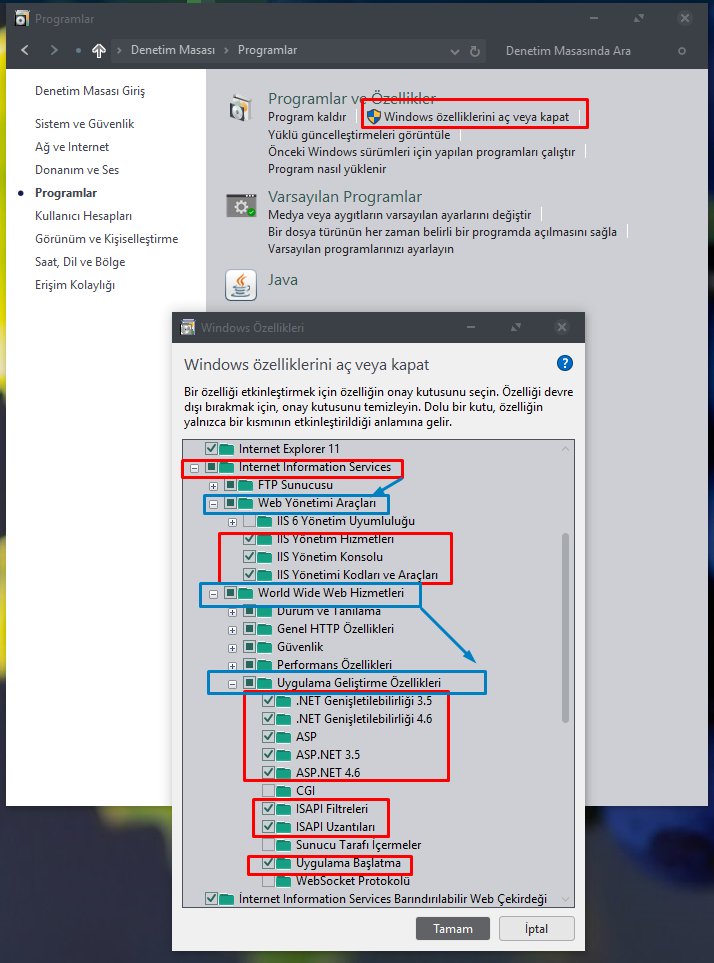 Programlar
Denetim Masası
Programlar
Denetim Masasında Ara
Denetim Masası Giriş
Sistem ve Güvenlik
Ağ ve Internet
Donanım ve Ses
Programlar
Kullanıcı Hesapları
Görünüm ve Kişiselleştirme
Saat, Dil ve Bölge
Erişim Kolaylığı
Programlar ve Özellikler
Program kaldır
Windows özelliklerini aç veya kapat
Yüklü güncelleştirmeleri görüntüle
Önceki Windows sürümleri için yapılan programları çalıştır
Program nasıl yüklenir
Varsayılan Programlar
Medya veya aygıtların varsayılan ayarlarını değiştir
Bir dosya türünün her zaman belirli bir programda açılmasını sağla
Varsayılan programlarınızı ayarlayın
Java
Windows Özellikleri
Windows özelliklerini aç veya kapat
?
Bir özelliği etkinleştirmek için özelliğin onay kutusunu seçin. Özelliği devre
dışı bırakmak için, onay kutusunu temizleyin. Dolu bir kutu, özelliğin
yalnızca bir kısmının etkinleştirildiği anlamına gelir.
Internet Explorer 11
Internet Information Services
FTP Sunucusu
Web Yönetimi Araçları
IIS 6 Yönetim Uyumluluğu
IIS Yönetim Hizmetleri
IIS Yönetim Konsolu
IIS Yönetimi Kodları ve Araçları
World Wide Web Hizmetleri
Durum ve Tanılama
Genel HTTP Özellikleri
Güvenlik
Performans Özellikleri
Uygulama Geliştirme Özellikleri
.NET Genişletilebilirliği 3.5
.NET Genişletilebilirliği 4.6
ASP
ASP.NET 3.5
ASP.NET 4.6
CGI
ISAPI Filtreleri
ISAPI Uzantıları
Sunucu Tarafı İçermeler
Uygulama Başlatma
WebSocket Protokolü
İnternet Information Services Barındırılabilir Web Çekirdeği
Tamam
İptal